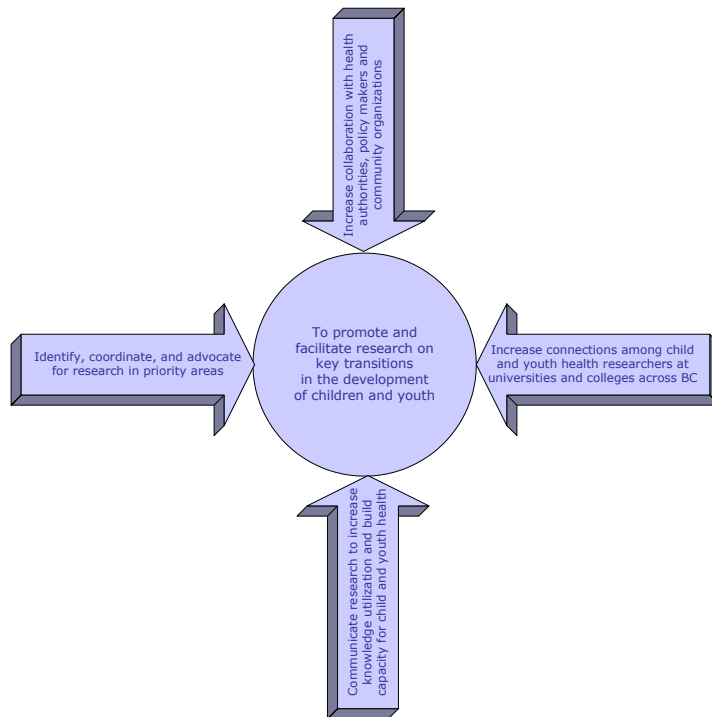 Increase collaboration with health
authorities, policy makers and
community organizations
Identify, coordinate, and advocate
for research in priority areas
To promote and
facilitate research on
key transitions
in the development
of children and youth
Increase connections among child
and youth health researchers at
universities and colleges across BC
Communicate research to increase
knowledge utilization and build
capacity for child and youth health